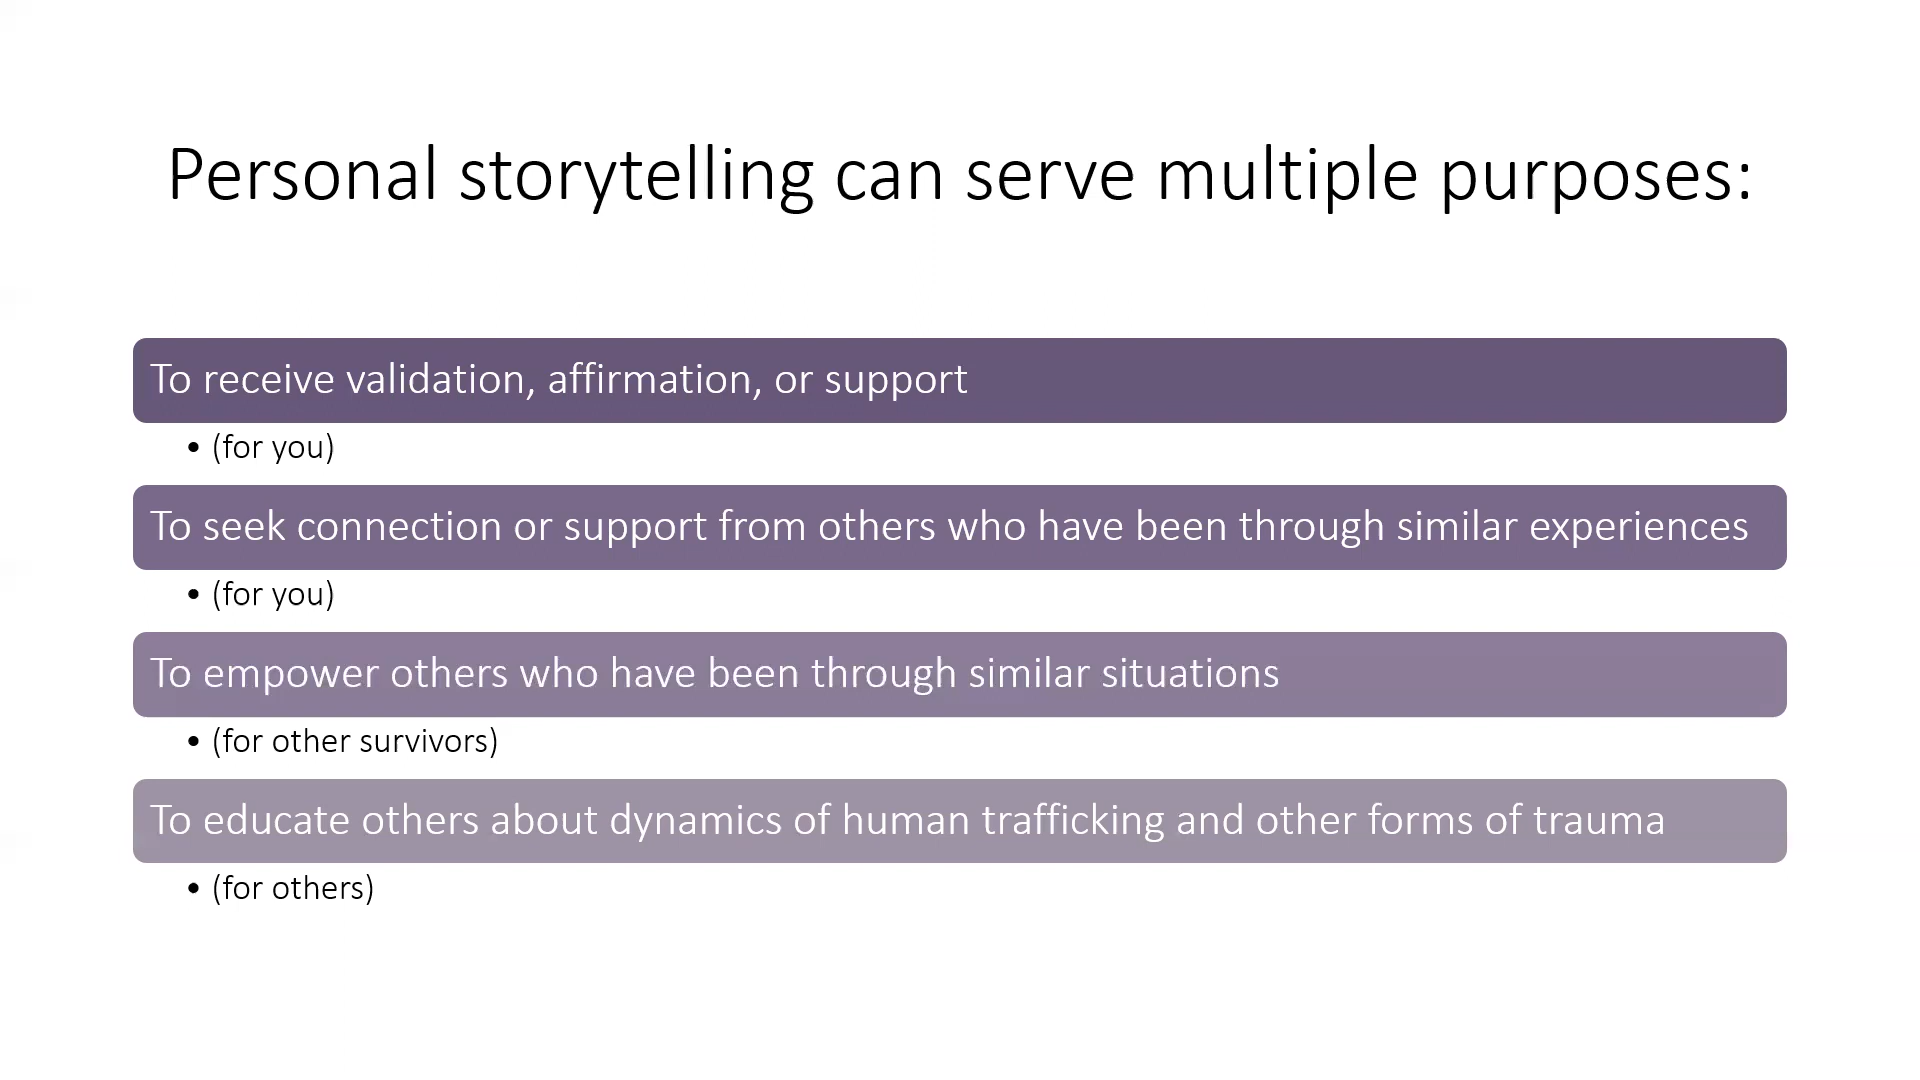 Personal storytelling can serve multiple purposes:
To receive validation, affirmation, or support
• (for you)
To seek connection or support from others who have been through similar experiences
• (for you)
To empower others who have been through similar situations
• (for other survivors)
To educate others about dynamics of human trafficking and other forms of trauma
• (for others)